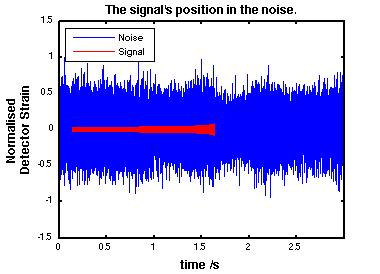 The signal's position in the noise.
Noise
Signal
Normalised
Detector Strain
1.5
1
0.5
0
-0.5
-1
-1.5
0
0.5
1
1.5
2
2.5
time /s